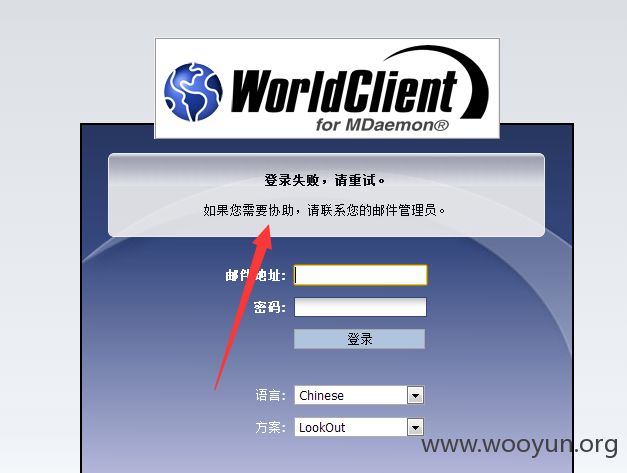 WorldClient
for MDaemon®
登录失败，请重试。
如果您需要协助，请联系您的邮件管理员。
邮件地址:
密码:
登录
语言: Chinese
方案: LookOut
www.wooyun.org